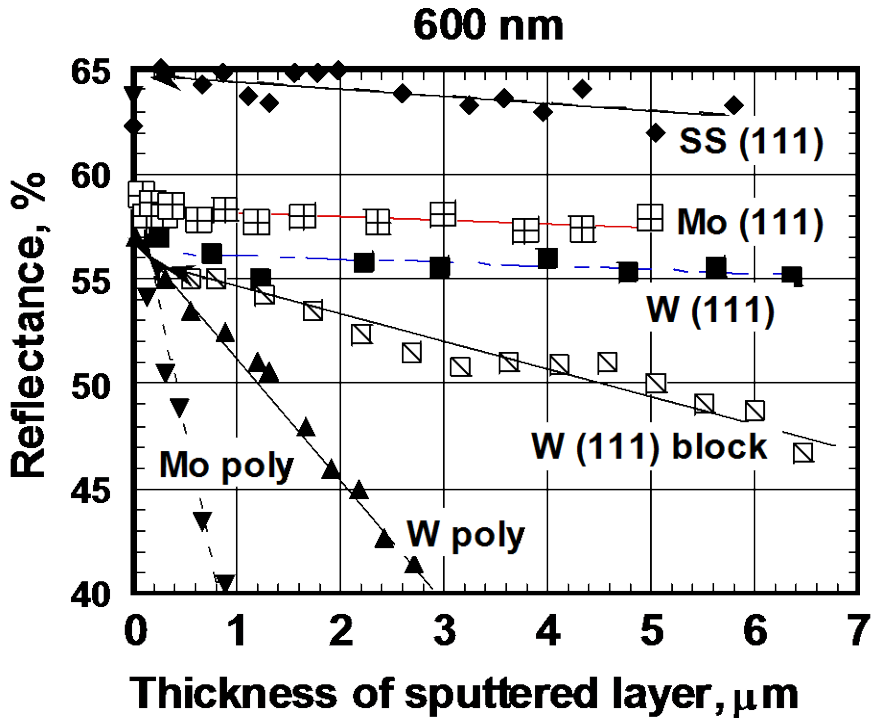 600 nm
65
60
55
50
45
40
Reflectance, %
SS (111)
Mo (111)
W (111)
W (111) block
Mo poly
W poly
0 1 2 3 4 5 6 7
Thickness of sputtered layer, μm